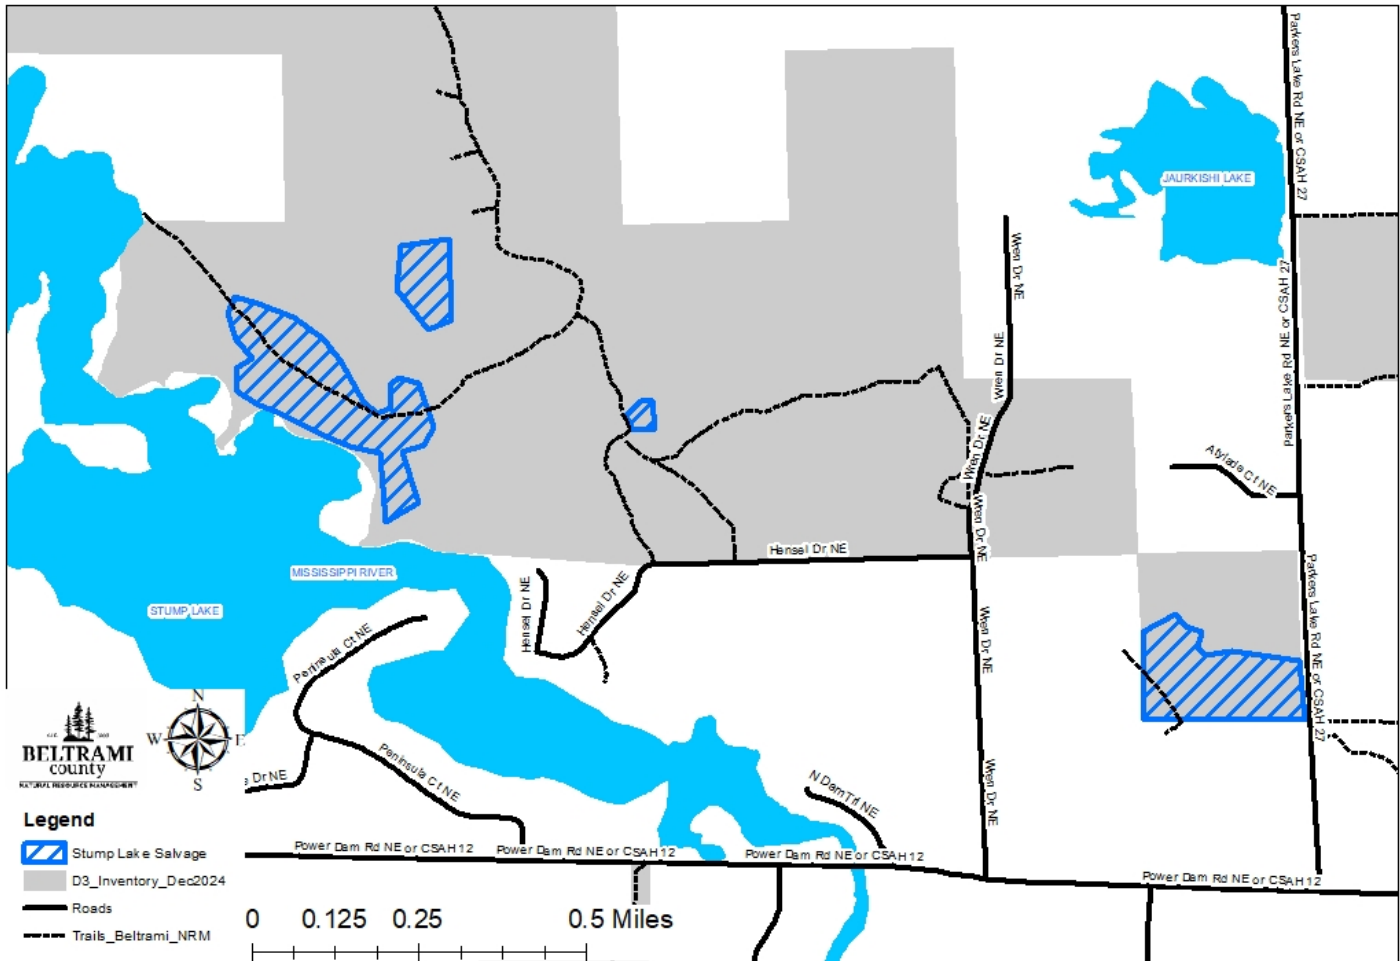 Parkers Lake Rd NE or CSAH 27
JAURKISHI LAKE
Wren Dr NE
Parkers Lake Rd NE or CSAH 27
Wren Dr NE
Wren Dr NE
Wren Dr NE
Hensel Dr NE
MISSISSIPPI RIVER
STUMP LAKE
Hensel Dr NE
Hensel Dr NE
Peninsula Ct NE
Wren Dr NE
Parkers Lake Rd NE or CSAH 27
N
W E
S
BELTRAMI
county
NATURAL RESOURCE MANAGEMENT
Dr NE
Peninsula Ct NE
N Dam Trl NE
Wren Dr NE
Power Dam Rd NE or CSAH 12
Power Dam Rd NE or CSAH 12
Power Dam Rd NE or CSAH 12
Power Dam Rd NE or CSAH 12
Legend
Stump Lake Salvage
D3_Inventory_Dec2024
Roads
Trails_Beltrami_NRM
0 0.125 0.25 0.5 Miles